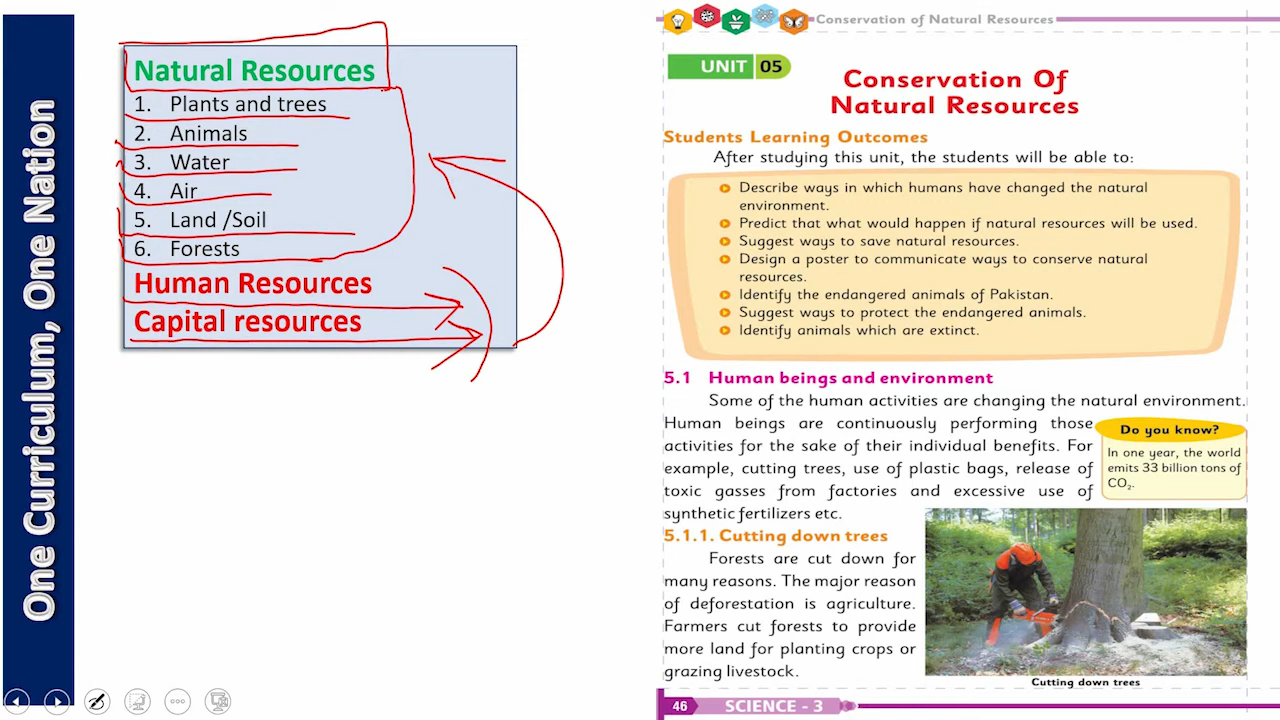 One Curriculum, One Nation
Natural Resources
1. Plants and trees
2. Animals
3. Water
4. Air
5. Land /Soil
6. Forests
Human Resources
Capital resources
Conservation of Natural Resources
UNIT 05
Conservation Of
Natural Resources
Students Learning Outcomes
After studying this unit, the students will be able to:
Describe ways in which humans have changed the natural
environment.
Predict that what would happen if natural resources will be used.
Suggest ways to save natural resources.
Design a poster to communicate ways to conserve natural
resources.
Identify the endangered animals of Pakistan.
Suggest ways to protect the endangered animals.
Identify animals which are extinct.
5.1 Human beings and environment
Some of the human activities are changing the natural environment.
Human beings are continuously performing those
activities for the sake of their individual benefits. For
example, cutting trees, use of plastic bags, release of
toxic gasses from factories and excessive use of
synthetic fertilizers etc.
Do you know?
In one year, the world
emits 33 billion tons of
CO₂.
5.1.1. Cutting down trees
Forests are cut down for
many reasons. The major reason
of deforestation is agriculture.
Farmers cut forests to provide
more land for planting crops or
grazing livestock.
Cutting down trees
46 SCIENCE - 3